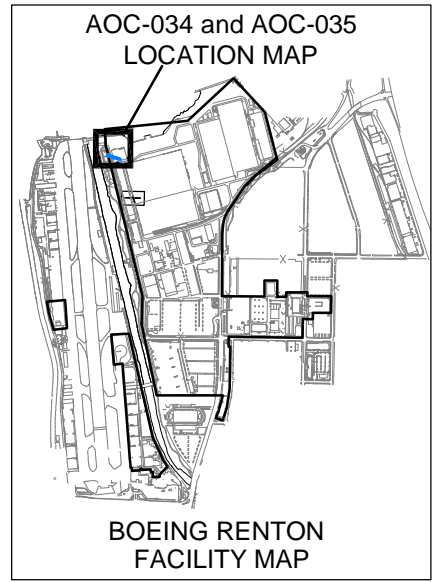 AOC-034 and AOC-035
LOCATION MAP
BOEING RENTON
FACILITY MAP